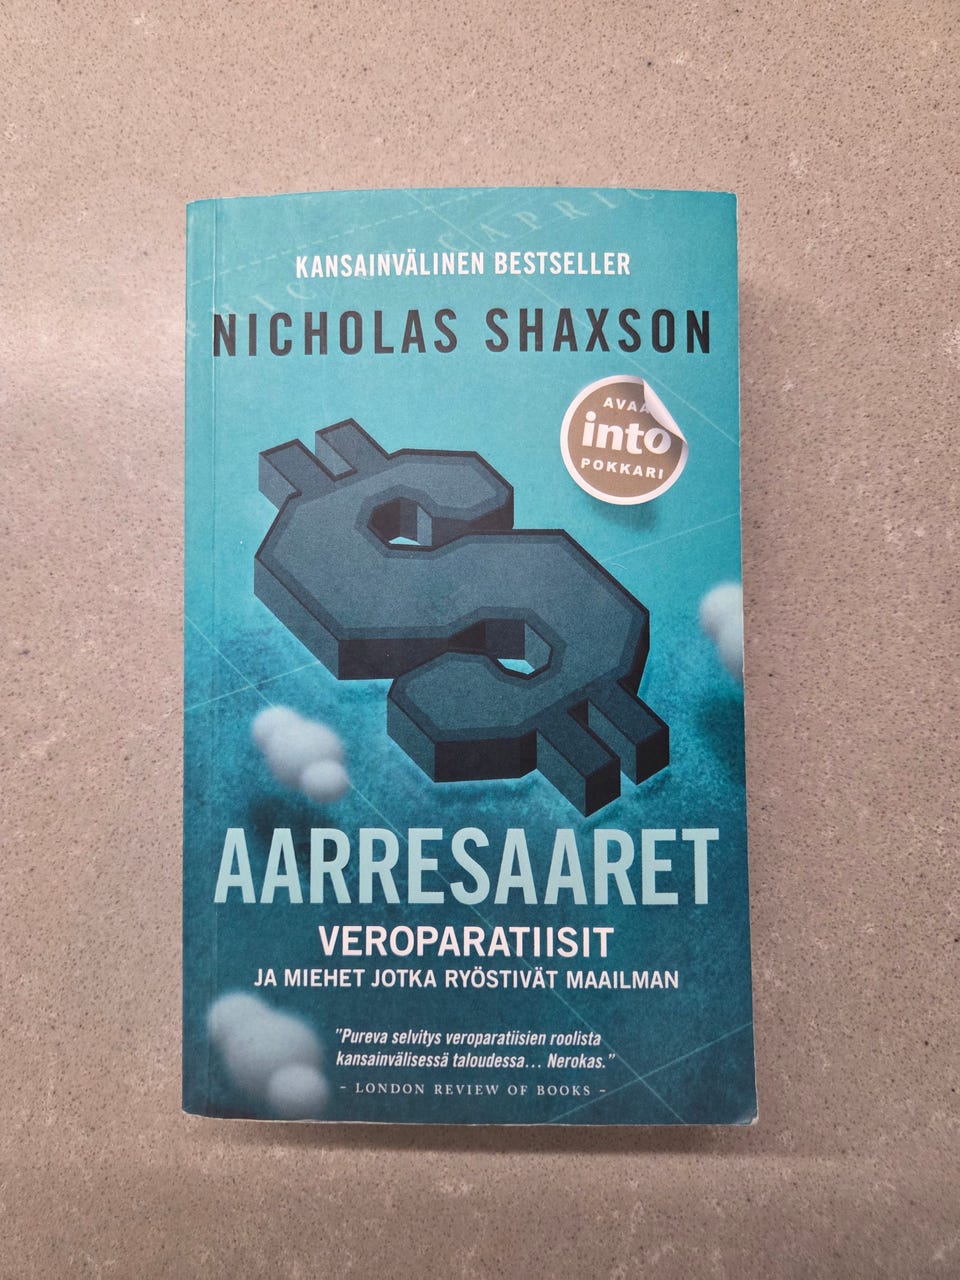 KANSAINVÄLINEN BESTSELLER
NICHOLAS SHAXSON
AVAA
into
POKKARI
AARRESAARET
VEROPARATIISIT
JA MIEHET JOTKA RYÖSTIVÄT MAAILMAN
"Pureva selvitys veroparatiisien roolista
kansainvälisessä taloudessa... Nerokas."
- LONDON REVIEW OF BOOKS -